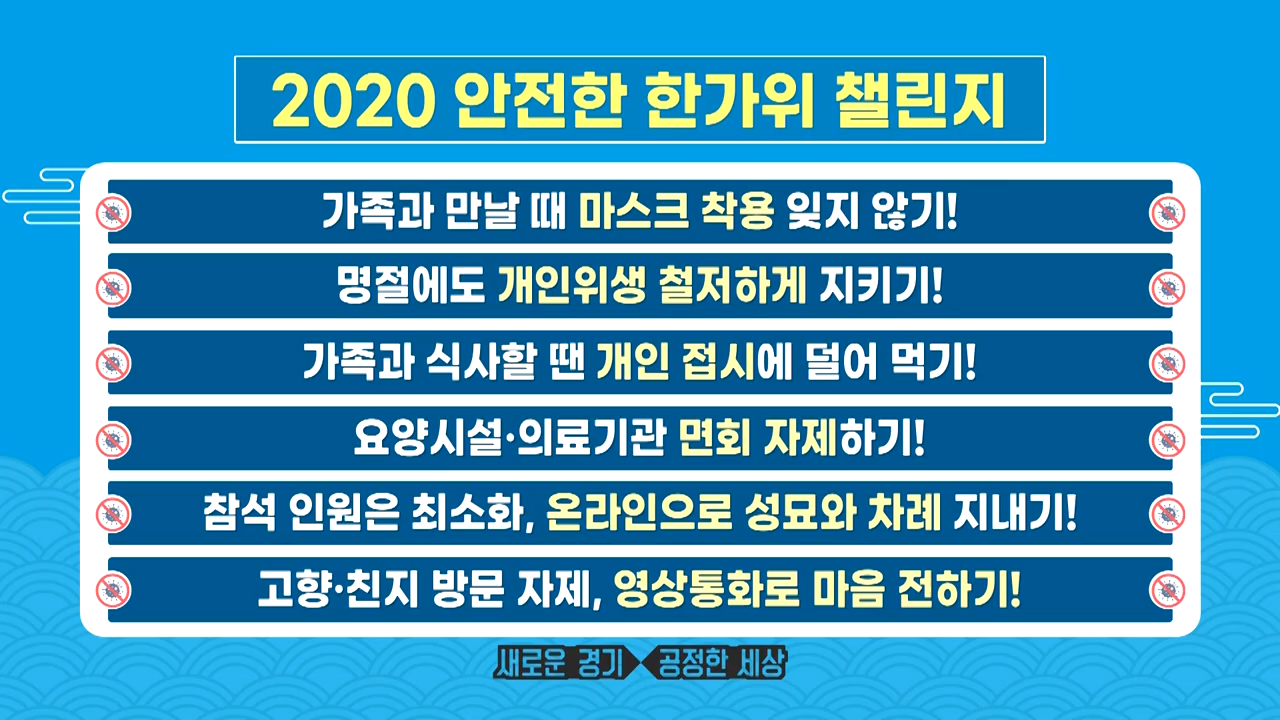 2020 안전한 한가위 챌린지
가족과 만날 때 마스크 착용 잊지 않기!
명절에도 개인위생 철저하게 지키기!
가족과 식사할 땐 개인 접시에 덜어 먹기!
요양시설·의료기관 면회 자제하기!
참석 인원은 최소화, 온라인으로 성묘와 차례 지내기!
고향·친지 방문 자제, 영상통화로 마음 전하기!
새로운 경기 공정한 세상